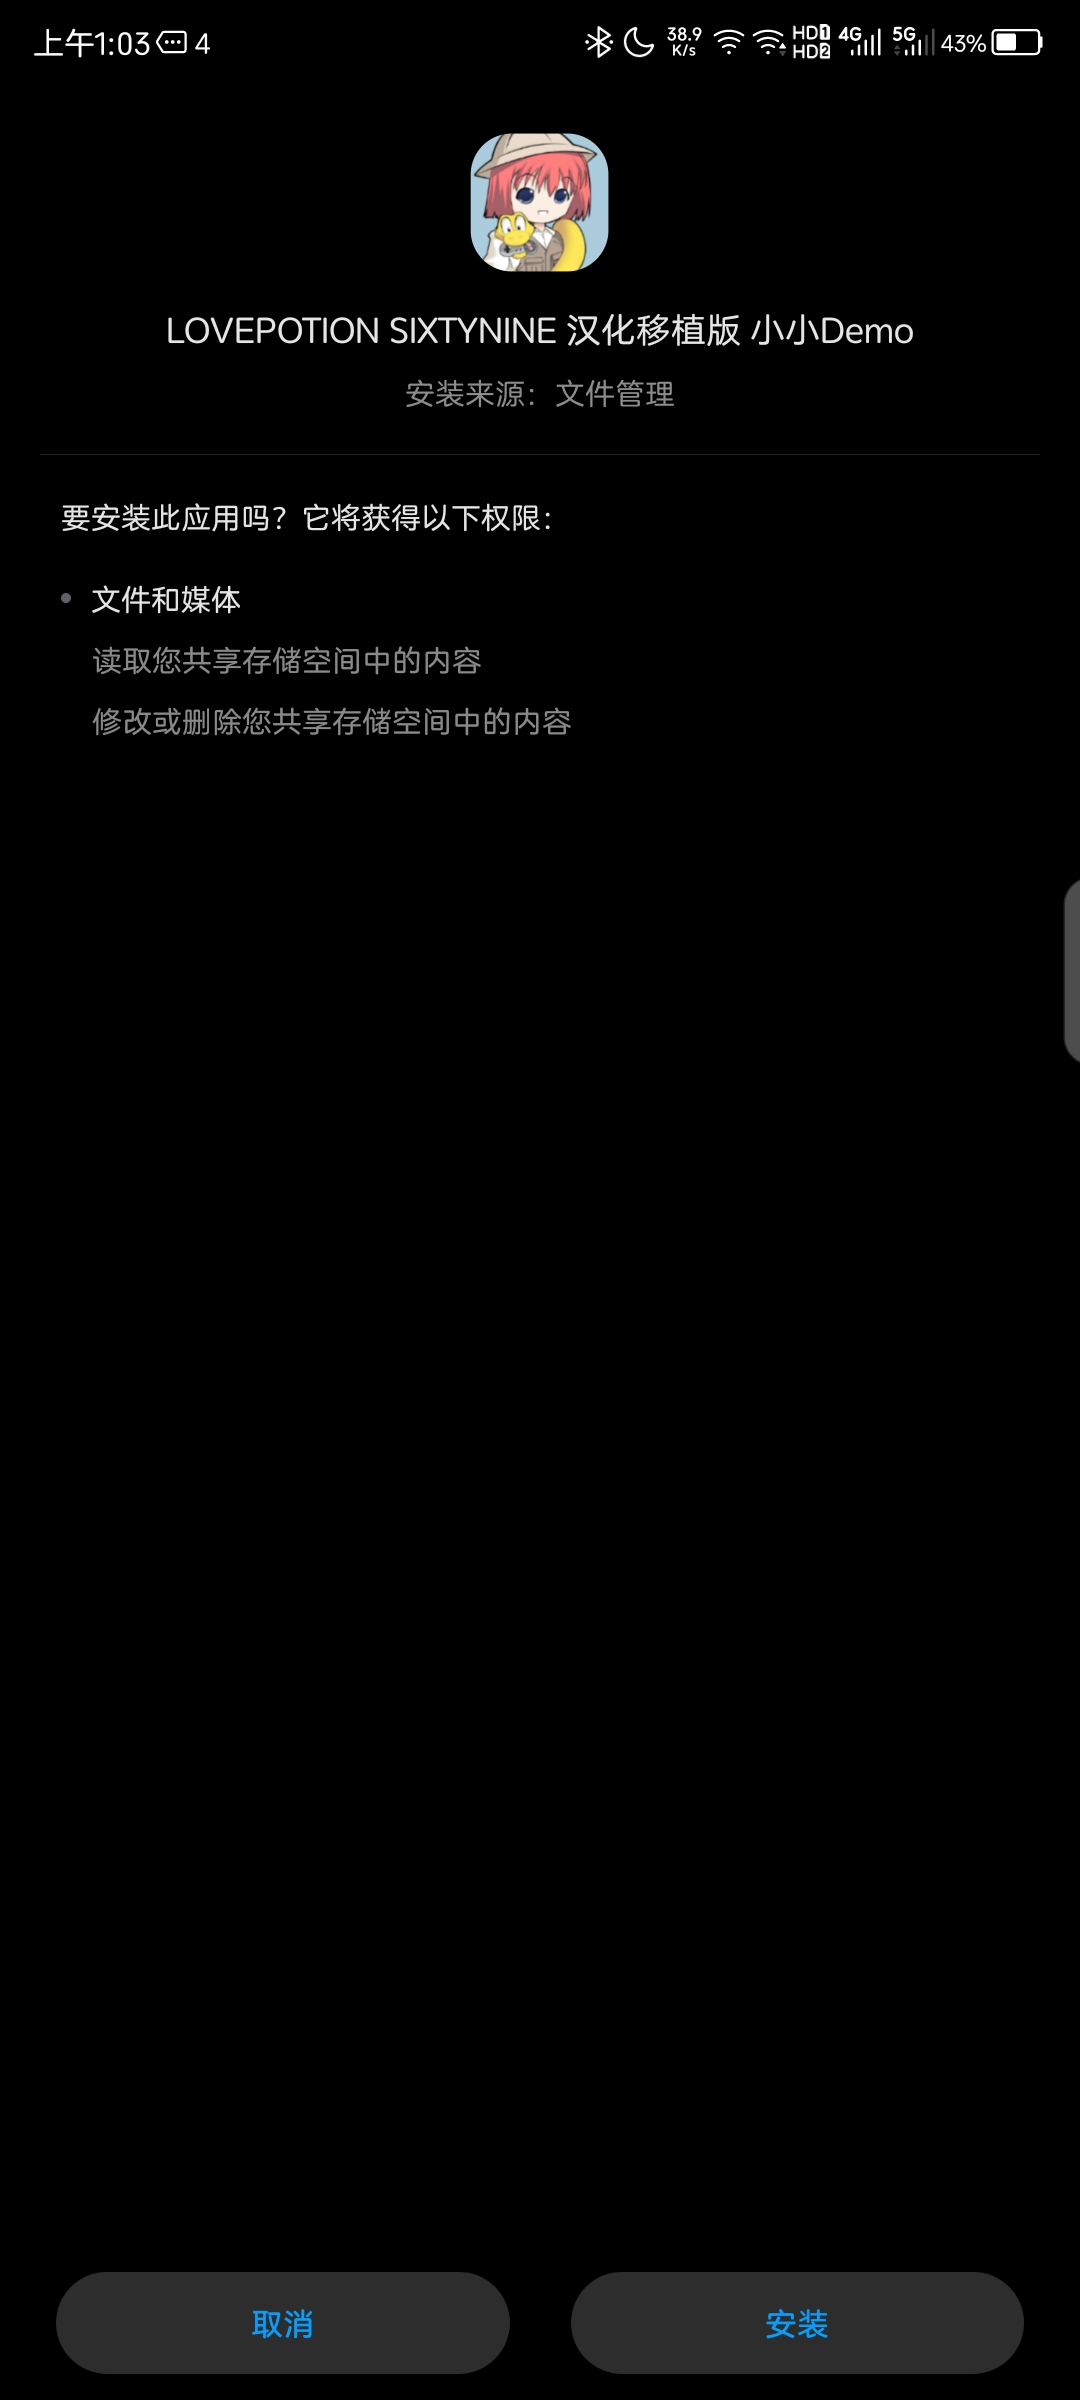 上午1:03 4 38.9 K/s HD1 HD2 4G 5G 43%
LOVEPOTION SIXTYNINE 汉化移植版 小小Demo
安装来源：文件管理
要安装此应用吗？它将获得以下权限：
• 文件和媒体
读取您共享存储空间中的内容
修改或删除您共享存储空间中的内容
取消 安装